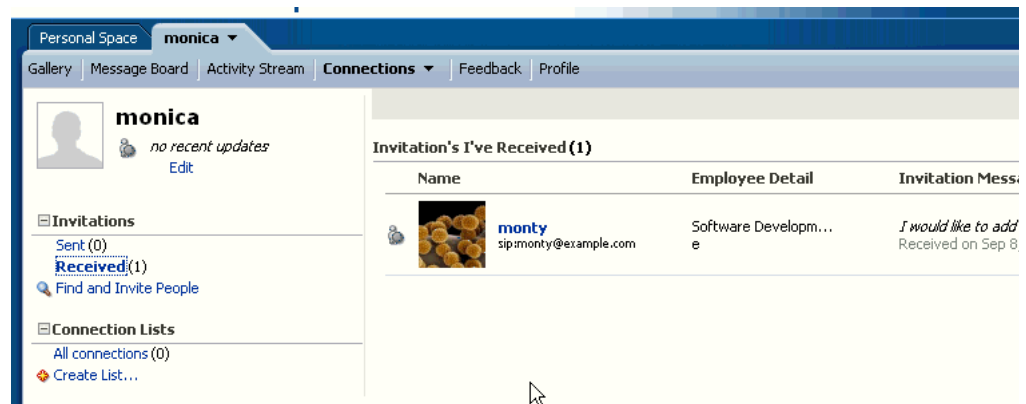 Personal Space monica
Gallery Message Board Activity Stream Connections Feedback Profile
monica
no recent updates
Edit
Invitations
Sent (0)
Received (1)
Find and Invite People
Connection Lists
All connections (0)
Create List...
Invitation's I've Received (1)
Name Employee Detail Invitation Messa
monty Software Developm... I would like to add
sip:monty@example.com e Received on Sep 8,